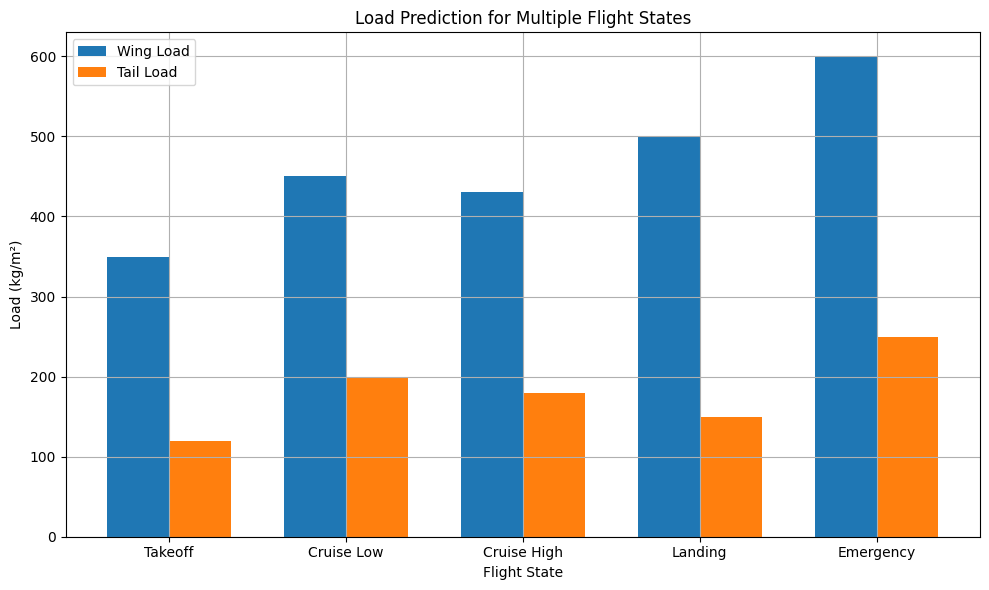 Load Prediction for Multiple Flight States
Wing Load
Tail Load
Load (kg/m²)
600
500
400
300
200
100
0
Takeoff
Cruise Low
Cruise High
Landing
Emergency
Flight State